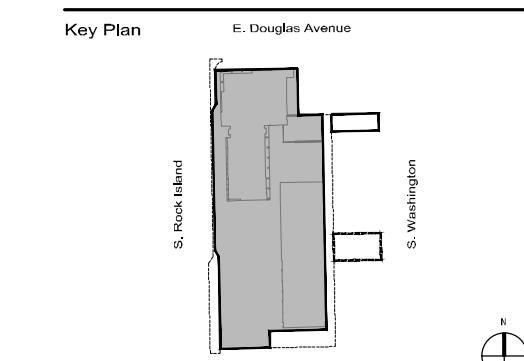 Key Plan
E. Douglas Avenue
S. Rock Island
S. Washington
N